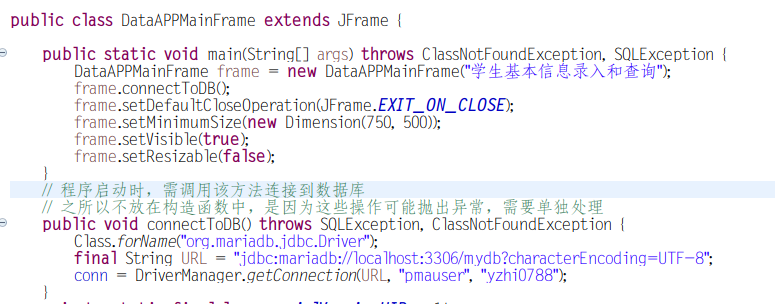 public class DataAPPMainFrame extends JFrame {
public static void main(String[] args) throws ClassNotFoundException, SQLException {
DataAPPMainFrame frame = new DataAPPMainFrame("学生基本信息录入和查询");
frame.connectToDB();
frame.setDefaultCloseOperation(JFrame.EXIT_ON_CLOSE);
frame.setMinimumSize(new Dimension(750, 500));
frame.setVisible(true);
frame.setResizable(false);
}
// 程序启动时，需调用该方法连接到数据库
// 之所以不放在构造函数中，是因为这些操作可能抛出异常，需要单独处理
public void connectToDB() throws SQLException, ClassNotFoundException {
Class.forName("org.mariadb.jdbc.Driver");
final String URL = "jdbc:mariadb://localhost:3306/mydb?characterEncoding=UTF-8";
conn = DriverManager.getConnection(URL, "pmauser", "yzhi0788");
}